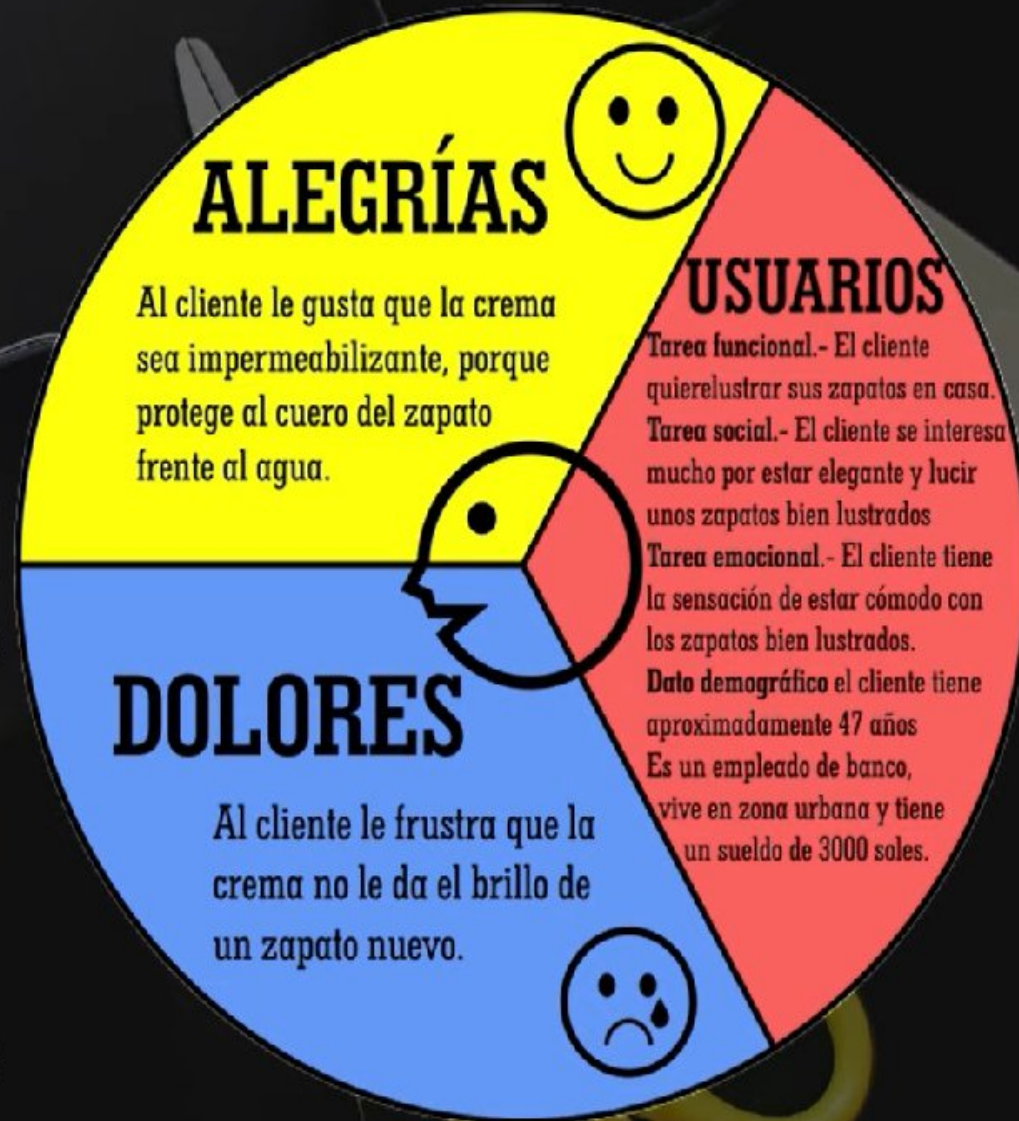 ALEGRÍAS
Al cliente le gusta que la crema
sea impermeabilizante, porque
protege al cuero del zapato
frente al agua.
USUARIOS
Tarea funcional.- El cliente
quierelustrar sus zapatos en casa.
Tarea social.- El cliente se interesa
mucho por estar elegante y lucir
unos zapatos bien lustrados
Tarea emocional.- El cliente tiene
la sensación de estar cómodo con
los zapatos bien lustrados.
Dato demográfico el cliente tiene
aproximadamente 47 años
Es un empleado de banco,
vive en zona urbana y tiene
un sueldo de 3000 soles.
DOLORES
Al cliente le frustra que la
crema no le da el brillo de
un zapato nuevo.